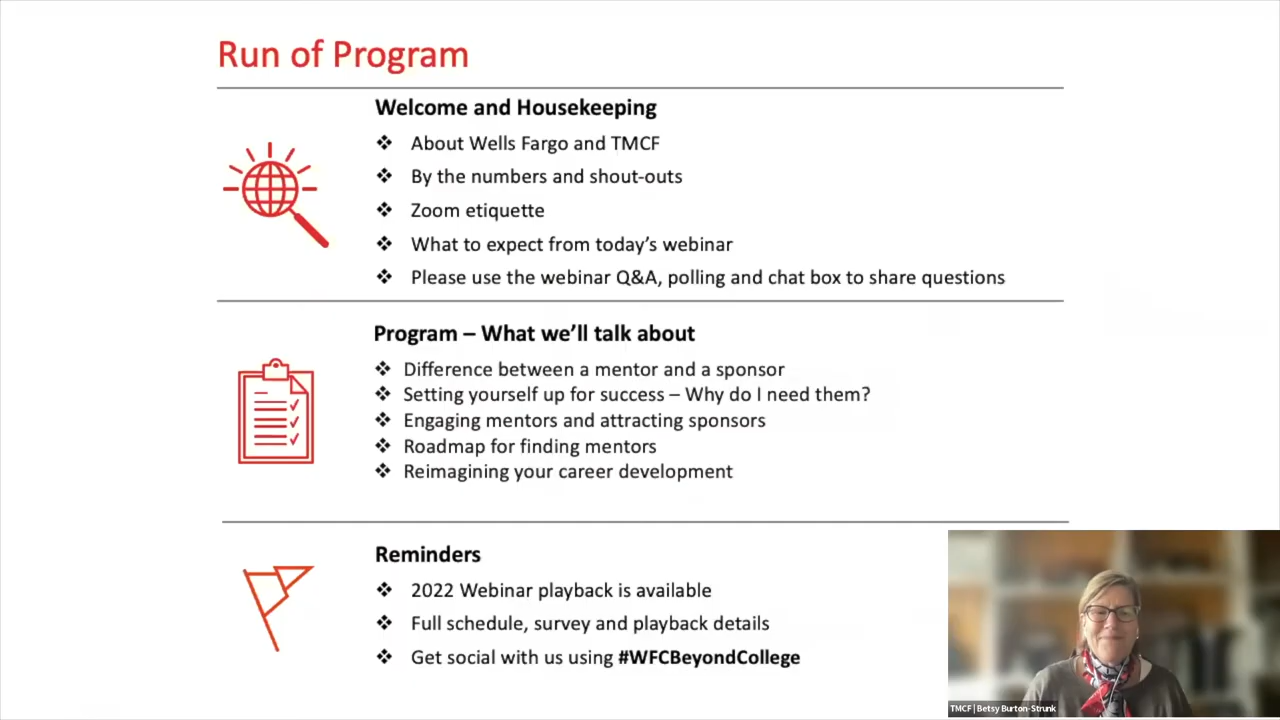 Run of Program
Welcome and Housekeeping
❖ About Wells Fargo and TMCF
❖ By the numbers and shout-outs
❖ Zoom etiquette
❖ What to expect from today's webinar
❖ Please use the webinar Q&A, polling and chat box to share questions
Program – What we'll talk about
❖ Difference between a mentor and a sponsor
❖ Setting yourself up for success – Why do I need them?
❖ Engaging mentors and attracting sponsors
❖ Roadmap for finding mentors
❖ Reimagining your career development
Reminders
❖ 2022 Webinar playback is available
❖ Full schedule, survey and playback details
❖ Get social with us using #WFCBeyondCollege
TMCF | Betsy Burton-Strunk